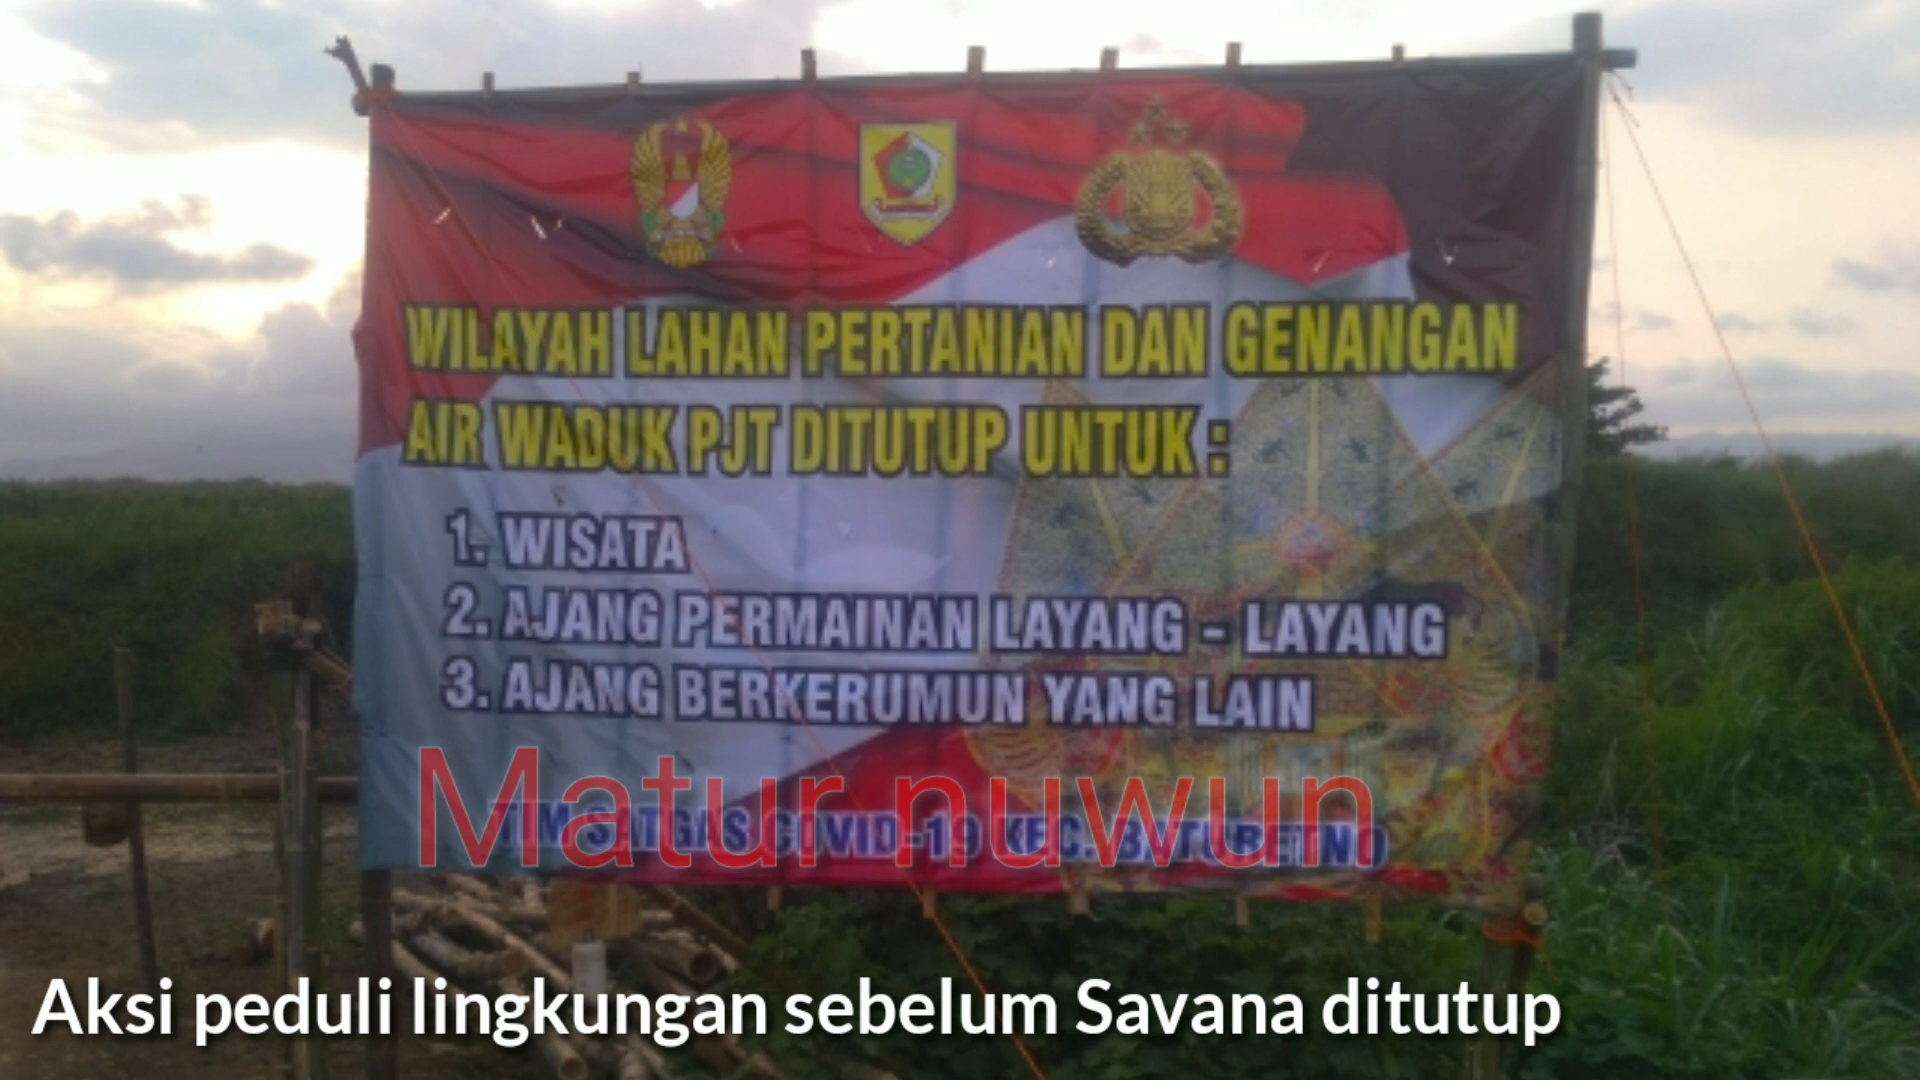 WILAYAH LAHAN PERTANIAN DAN GENANGAN
AIR WADUK PJT DITUTUP UNTUK :
1. WISATA
2. AJANG PERMAINAN LAYANG - LAYANG
3. AJANG BERKERUMUN YANG LAIN
Matur nuwun
TIM SATGAS COVID-19 KEC. BATURETNO
Aksi peduli lingkungan sebelum Savana ditutup